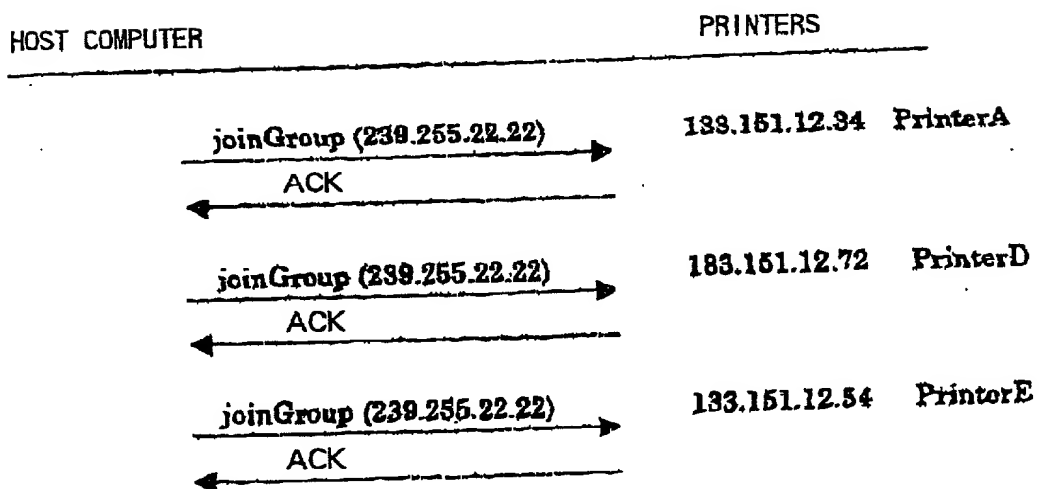 HOST COMPUTER PRINTERS
joinGroup (239.255.22.22) 133.151.12.34 PrinterA
ACK
joinGroup (239.255.22.22) 133.151.12.72 PrinterD
ACK
joinGroup (239.255.22.22) 133.151.12.54 PrinterE
ACK